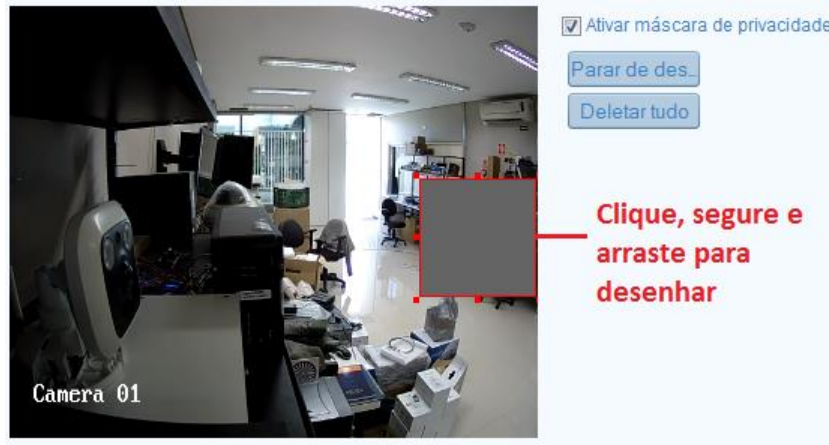 Ativar máscara de privacidade
Parar de des...
Deletar tudo
Clique, segure e
arraste para
desenhar
Camera 01